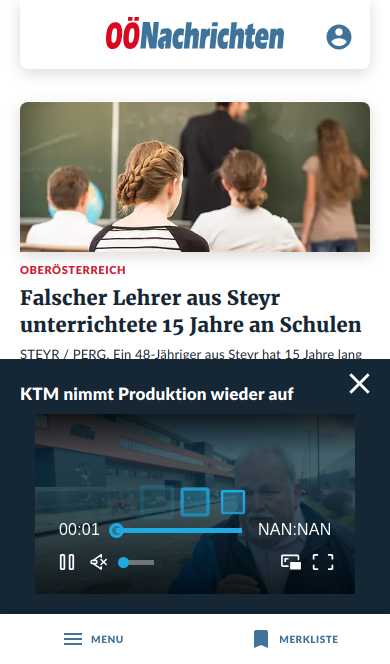 OÖNachrichten
OBERÖSTERREICH
Falscher Lehrer aus Steyr
unterrichtete 15 Jahre an Schulen
STEYR / PERG. Ein 48-Jähriger aus Steyr hat 15 Jahre lang
KTM nimmt Produktion wieder auf
00:01 NAN:NAN
MENU MERKLISTE